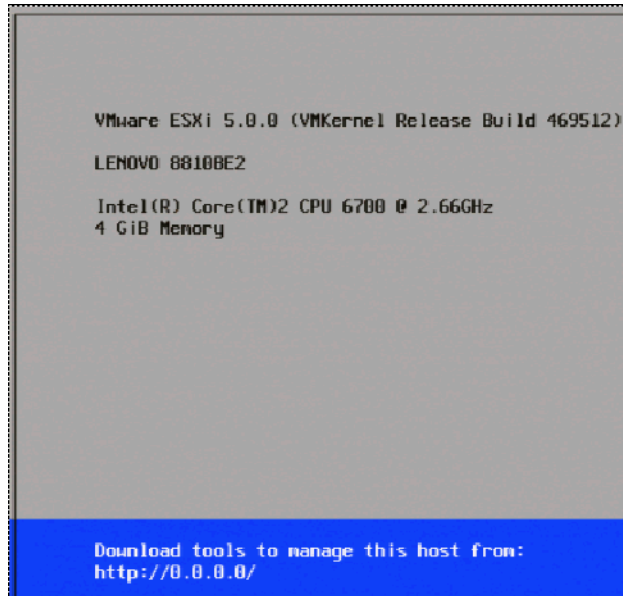 VMware ESXi 5.0.0 (VMKernel Release Build 469512)
LENOVO 8810BE2
Intel(R) Core(TM)2 CPU 6700 @ 2.66GHz
4 GiB Memory
Download tools to manage this host from:
http://0.0.0.0/